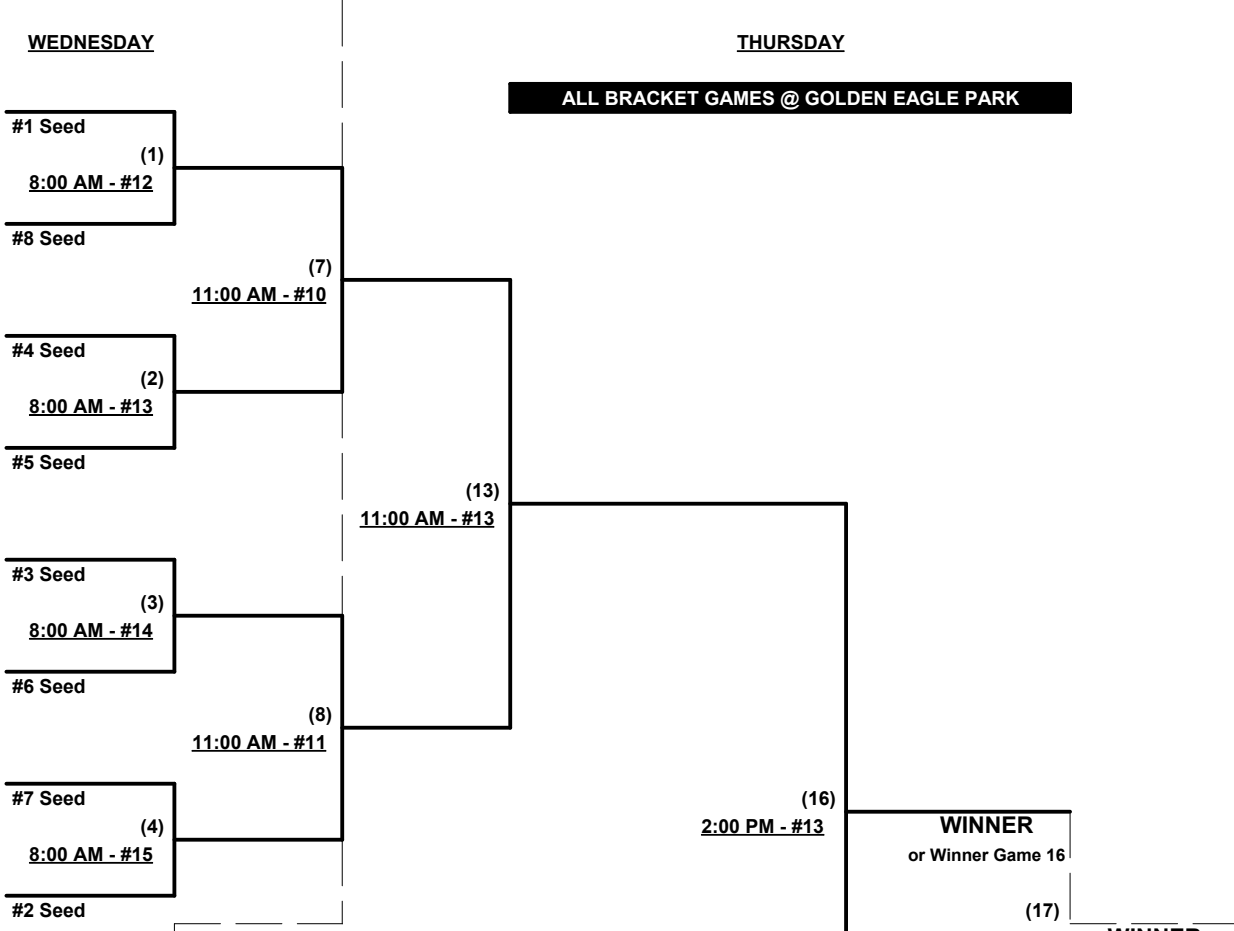 WEDNESDAY
THURSDAY
ALL BRACKET GAMES @ GOLDEN EAGLE PARK
#1 Seed
(1)
8:00 AM - #12
#8 Seed
(7)
11:00 AM - #10
#4 Seed
(2)
8:00 AM - #13
#5 Seed
(13)
11:00 AM - #13
#3 Seed
(3)
8:00 AM - #14
#6 Seed
(8)
11:00 AM - #11
#7 Seed
(4)
8:00 AM - #15
#2 Seed
(16)
2:00 PM - #13
WINNER
or Winner Game 16
(17)
WINNER